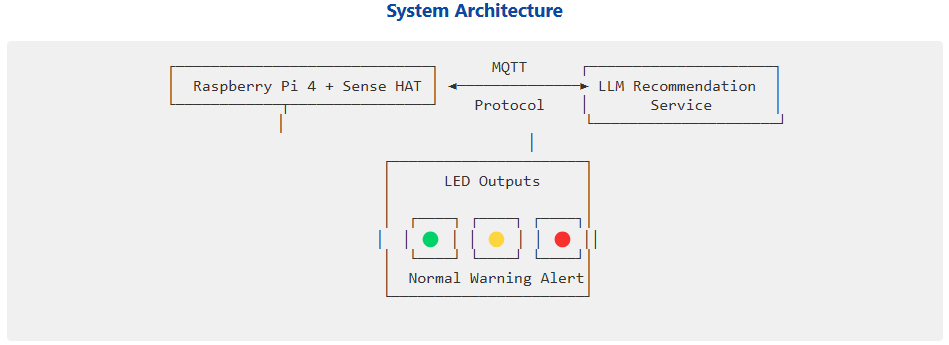 System Architecture
MQTT
Raspberry Pi 4 + Sense HAT
LLM Recommendation
Protocol
Service
LED Outputs
Normal Warning Alert